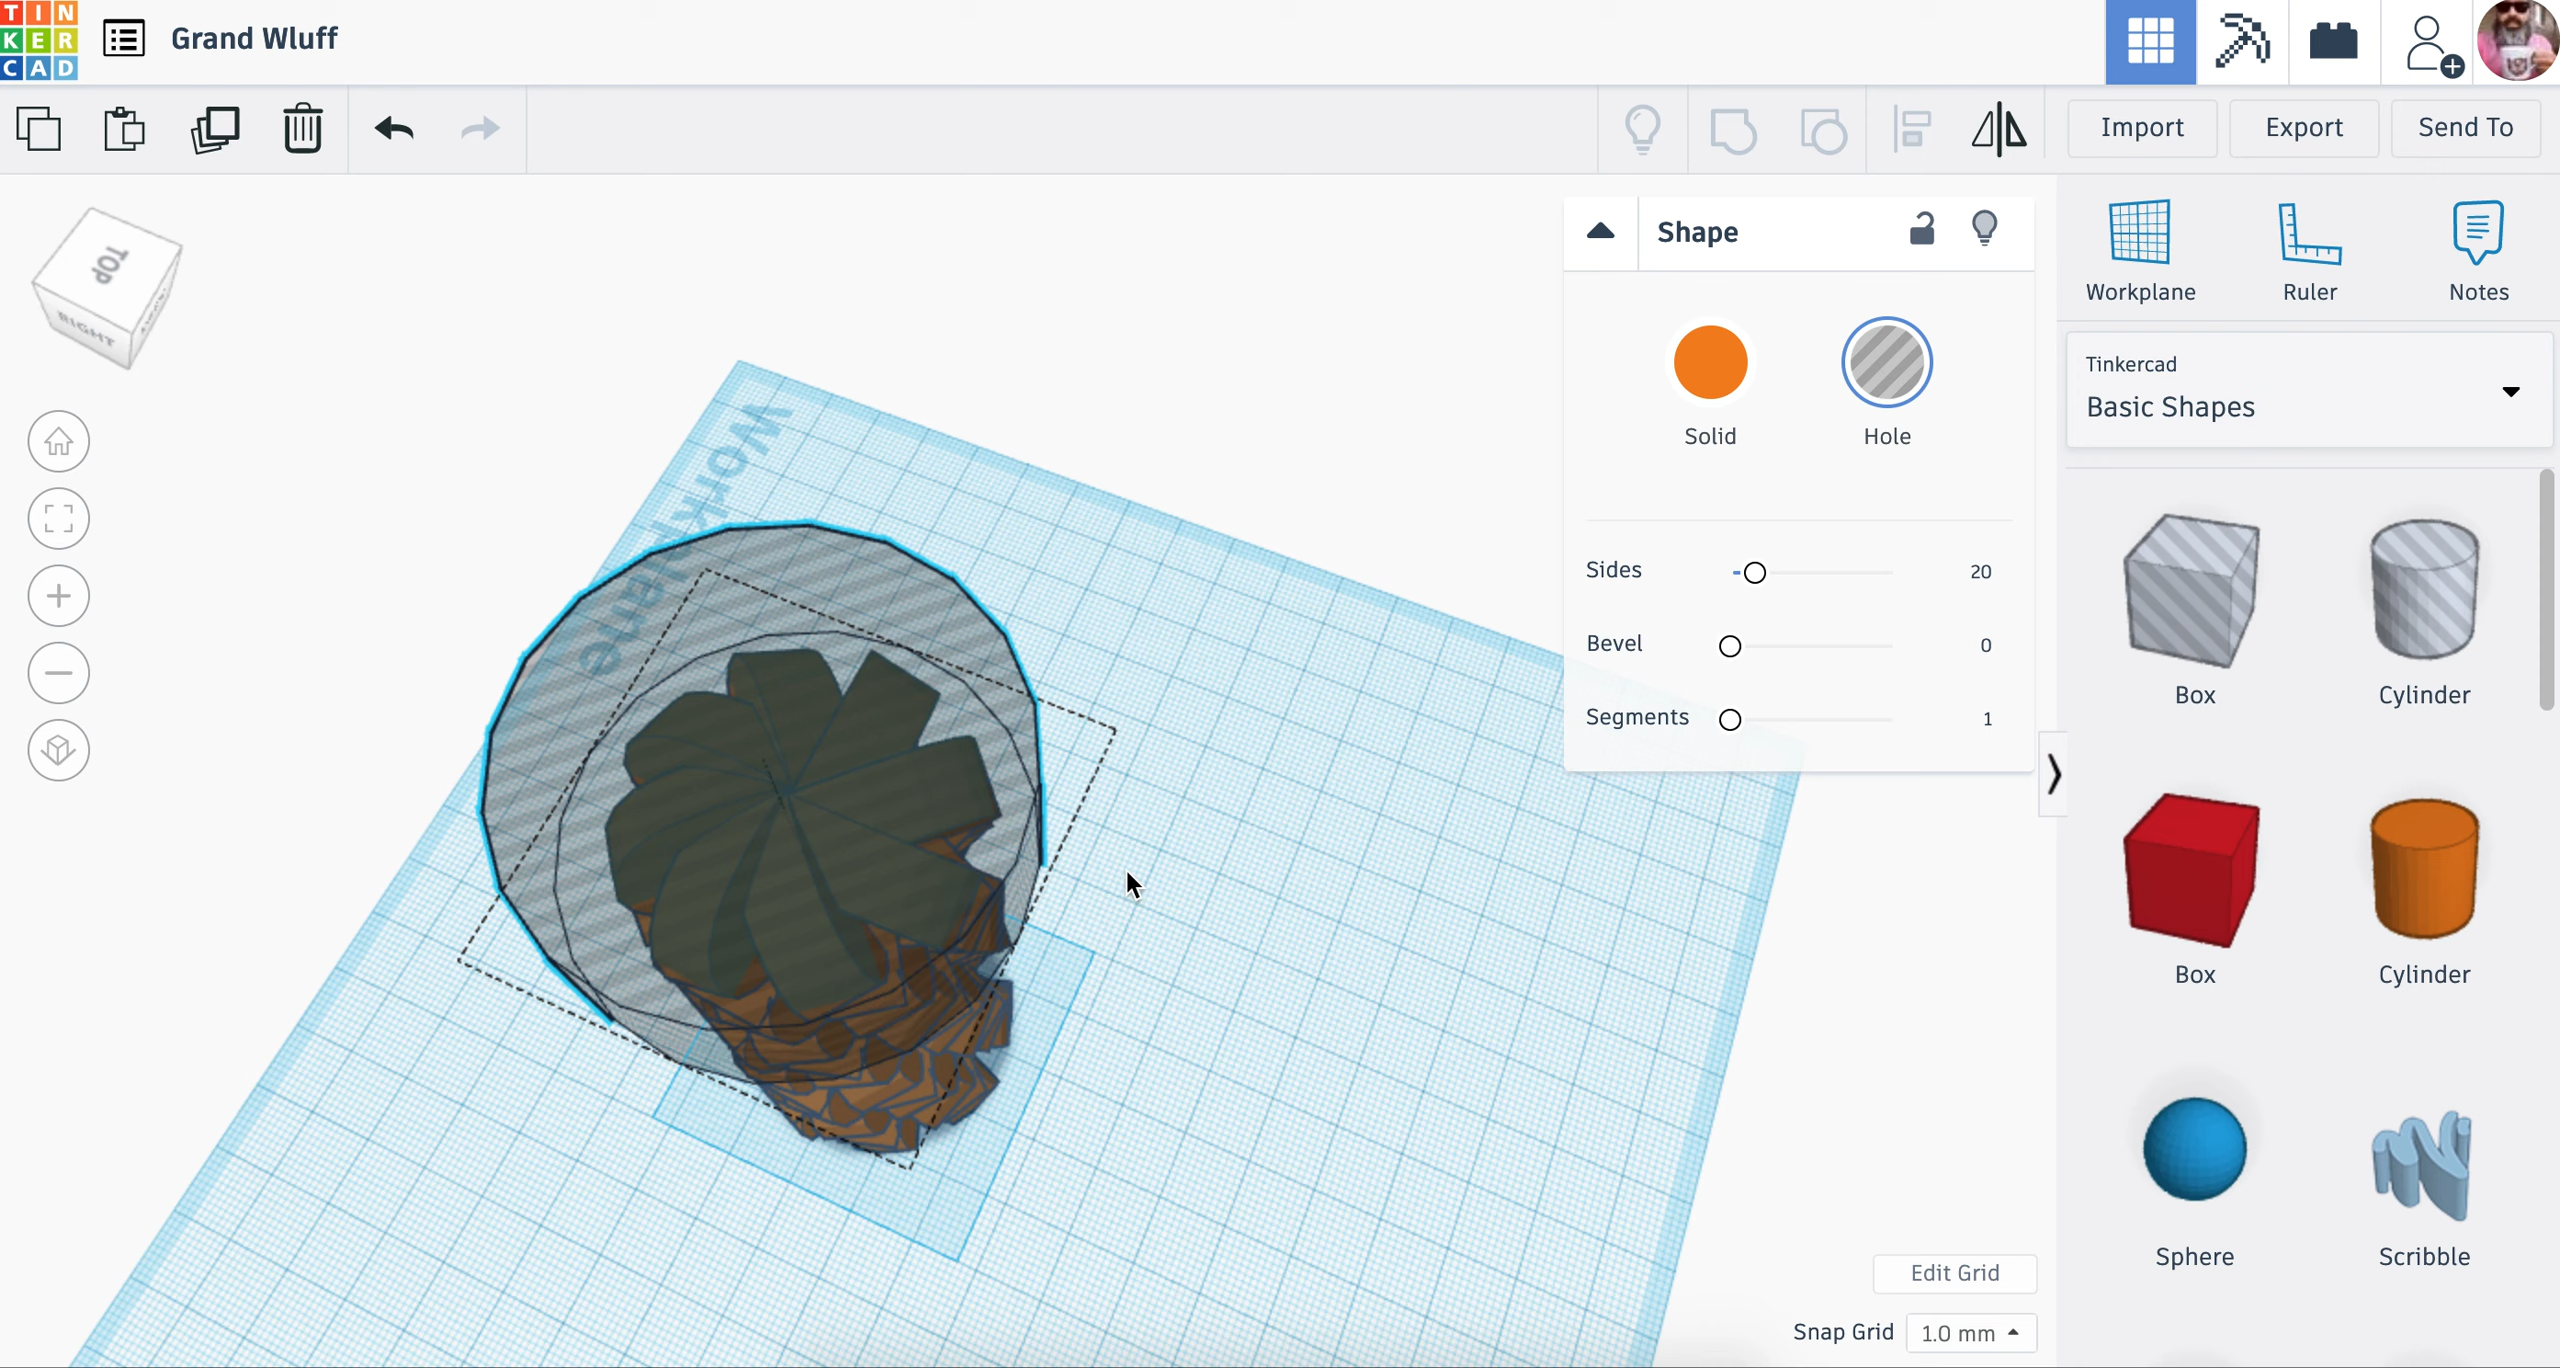 TIN
KER
CAD
Grand Wluff
Import
Export
Send To
TOP
RIGHT
Workplane
Shape
Solid
Hole
Sides
20
Bevel
0
Segments
1
Workplane
Ruler
Notes
Tinkercad
Basic Shapes
Box
Cylinder
Box
Cylinder
Sphere
Scribble
Edit Grid
Snap Grid
1.0 mm